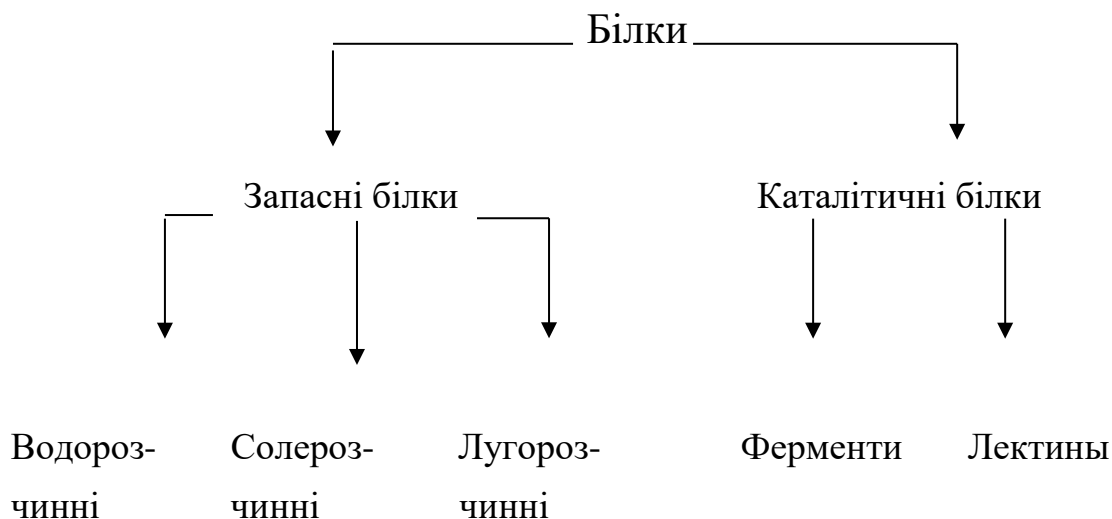 Білки
Запасні білки
Каталітичні білки
Водороз-
чинні
Солероз-
чинні
Лугороз-
чинні
Ферменти
Лектины